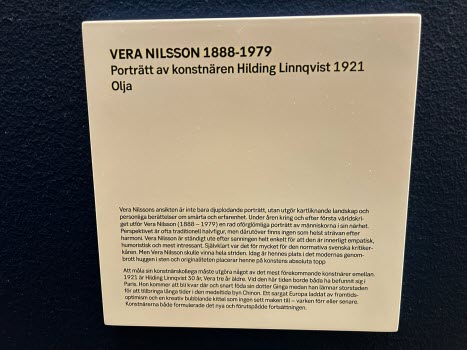 VERA NILSSON 1888-1979
Porträtt av konstnären Hilding Linnqvist 1921
Olja
Vera Nilssons ansikten är inte bara djuplodande porträtt, utan utgör kartliknande landskap och
personliga berättelser om smärta och erfarenhet. Under åren kring och efter första världskri-
get utför Vera Nilsson (1888 – 1979) en rad oförglömliga porträtt av människorna i sin närhet.
Perspektivet är ofta traditionell halvfigur, men därutöver finns ingen som helst strävan efter
harmoni. Vera Nilsson är ständigt ute efter sanningen helt enkelt för att den är innerligt empatisk,
humoristisk och mest intressant. Självklart var det för mycket för den normativa svenska kritiker-
kåren. Men Vera Nilsson skulle vinna hela striden. Idag är hennes plats i det modernas genom-
brott huggen i sten och originaliteten placerar henne på konstens absoluta topp
Att måla sin konstnärskollega måste utgöra något av det mest förekommande konstnärer emellan.
1921 är Hilding Linnqvist 30 år. Vera tre år äldre. Vid den här tiden borde båda ha befunnit sig i
Paris. Hon kommer att bli kvar där och snart föda sin dotter Ginga medan han lämnar storstaden
för att tillbringa långa tider i den medeltida byn Chinon. Ett sargat Europa laddat av framtids-
optimism och en kreativ bubblande kittel som ingen sett maken till – varken förr eller senare.
Konstnärerna både formulerade det nya och förutspådde fortsättningen.